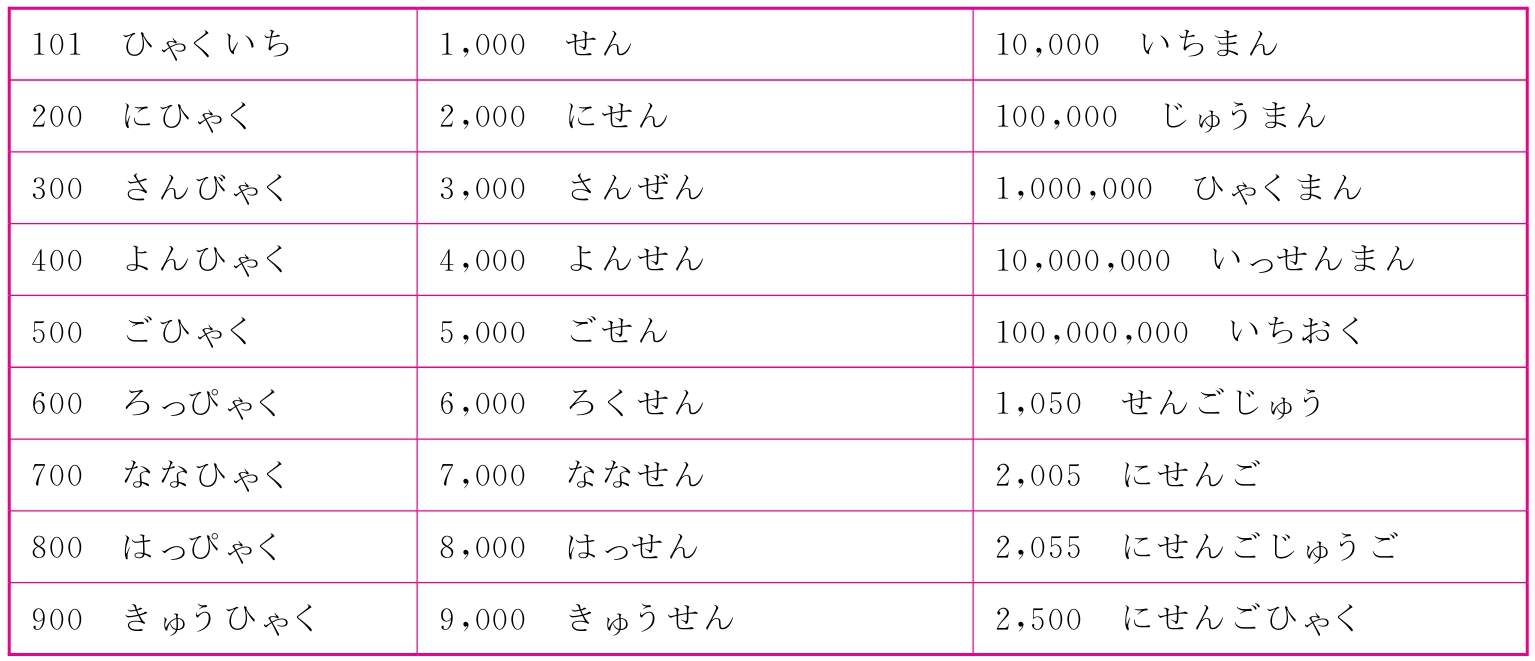 101 ひゃくいち 1,000 せん 10,000 いちまん
200 にひゃく 2,000 にせん 100,000 じゅうまん
300 さんびゃく 3,000 さんぜん 1,000,000 ひゃくまん
400 よんひゃく 4,000 よんせん 10,000,000 いっせんまん
500 ごひゃく 5,000 ごせん 100,000,000 いちおく
600 ろっぴゃく 6,000 ろくせん 1,050 せんごじゅう
700 ななひゃく 7,000 ななせん 2,005 にせんご
800 はっぴゃく 8,000 はっせん 2,055 にせんごじゅうご
900 きゅうひゃく 9,000 きゅうせん 2,500 にせんごひゃく